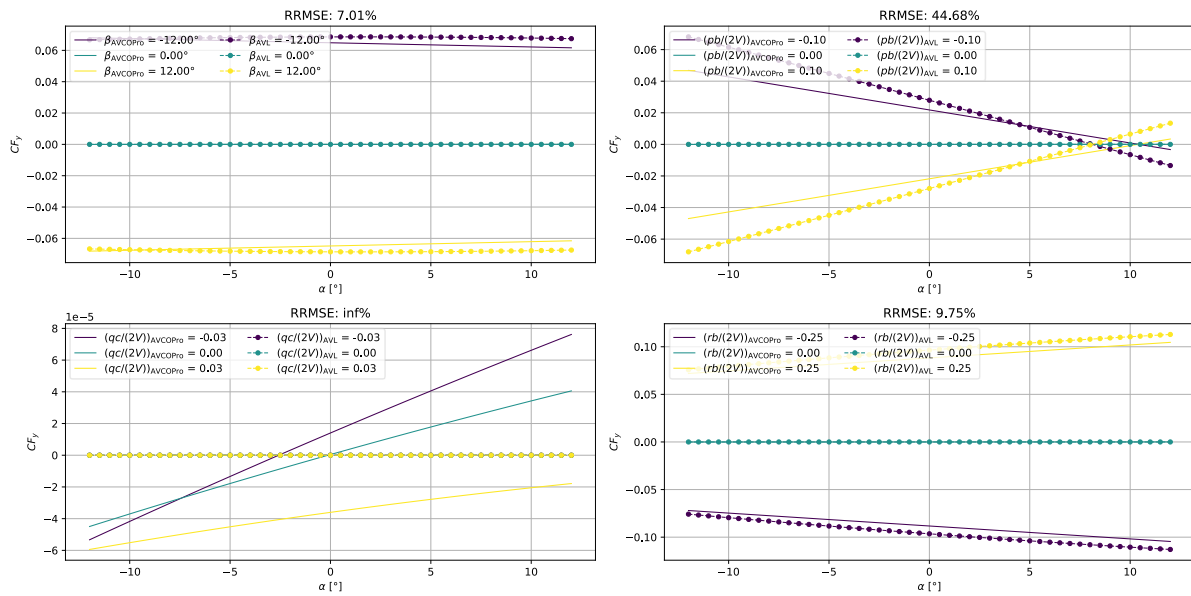 RRMSE: 7.01%
β_AVCOPro = -12.00° β_AVL = -12.00°
β_AVCOPro = 0.00° β_AVL = 0.00°
β_AVCOPro = 12.00° β_AVL = 12.00°
0.06
0.04
0.02
0.00
−0.02
−0.04
−0.06
CF_y
−10 −5 0 5 10
α [°]
RRMSE: 44.68%
(pb/(2V))_AVCOPro = -0.10 (pb/(2V))_AVL = -0.10
(pb/(2V))_AVCOPro = 0.00 (pb/(2V))_AVL = 0.00
(pb/(2V))_AVCOPro = 0.10 (pb/(2V))_AVL = 0.10
0.06
0.04
0.02
0.00
−0.02
−0.04
−0.06
CF_y
−10 −5 0 5 10
α [°]
RRMSE: inf%
1e−5
(qc/(2V))_AVCOPro = -0.03 (qc/(2V))_AVL = -0.03
(qc/(2V))_AVCOPro = 0.00 (qc/(2V))_AVL = 0.00
(qc/(2V))_AVCOPro = 0.03 (qc/(2V))_AVL = 0.03
8
6
4
2
0
−2
−4
−6
CF_y
−10 −5 0 5 10
α [°]
RRMSE: 9.75%
(rb/(2V))_AVCOPro = -0.25 (rb/(2V))_AVL = -0.25
(rb/(2V))_AVCOPro = 0.00 (rb/(2V))_AVL = 0.00
(rb/(2V))_AVCOPro = 0.25 (rb/(2V))_AVL = 0.25
0.10
0.05
0.00
−0.05
−0.10
CF_y
−10 −5 0 5 10
α [°]